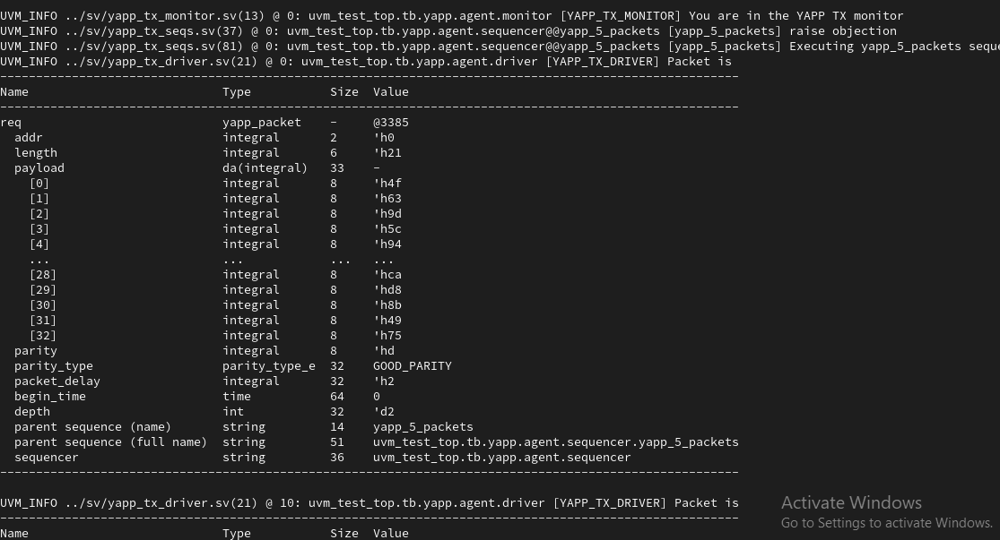 UVM_INFO ../sv/yapp_tx_monitor.sv(13) @ 0: uvm_test_top.tb.yapp.agent.monitor [YAPP_TX_MONITOR] You are in the YAPP TX monitor
UVM_INFO ../sv/yapp_tx_seqs.sv(37) @ 0: uvm_test_top.tb.yapp.agent.sequencer@@yapp_5_packets [yapp_5_packets] raise objection
UVM_INFO ../sv/yapp_tx_seqs.sv(81) @ 0: uvm_test_top.tb.yapp.agent.sequencer@@yapp_5_packets [yapp_5_packets] Executing yapp_5_packets seque
UVM_INFO ../sv/yapp_tx_driver.sv(21) @ 0: uvm_test_top.tb.yapp.agent.driver [YAPP_TX_DRIVER] Packet is
-------------------------------------------------------------------------------------------------------
Name                           Type           Size  Value
-------------------------------------------------------------------------------------------------------
req                            yapp_packet    -     @3385
  addr                         integral       2     'h0
  length                       integral       6     'h21
  payload                      da(integral)   33    -
    [0]                        integral       8     'h4f
    [1]                        integral       8     'h63
    [2]                        integral       8     'h9d
    [3]                        integral       8     'h5c
    [4]                        integral       8     'h94
    ...                        ...            ...   ...
    [28]                       integral       8     'hca
    [29]                       integral       8     'hd8
    [30]                       integral       8     'h8b
    [31]                       integral       8     'h49
    [32]                       integral       8     'h75
  parity                       integral       8     'hd
  parity_type                  parity_type_e  32    GOOD_PARITY
  packet_delay                 integral       32    'h2
  begin_time                   time           64    0
  depth                        int            32    'd2
  parent sequence (name)       string         14    yapp_5_packets
  parent sequence (full name)  string         51    uvm_test_top.tb.yapp.agent.sequencer.yapp_5_packets
  sequencer                    string         36    uvm_test_top.tb.yapp.agent.sequencer
-------------------------------------------------------------------------------------------------------
UVM_INFO ../sv/yapp_tx_driver.sv(21) @ 10: uvm_test_top.tb.yapp.agent.driver [YAPP_TX_DRIVER] Packet is
-------------------------------------------------------------------------------------------------------
Name                           Type           Size  Value
Activate Windows
Go to Settings to activate Windows.